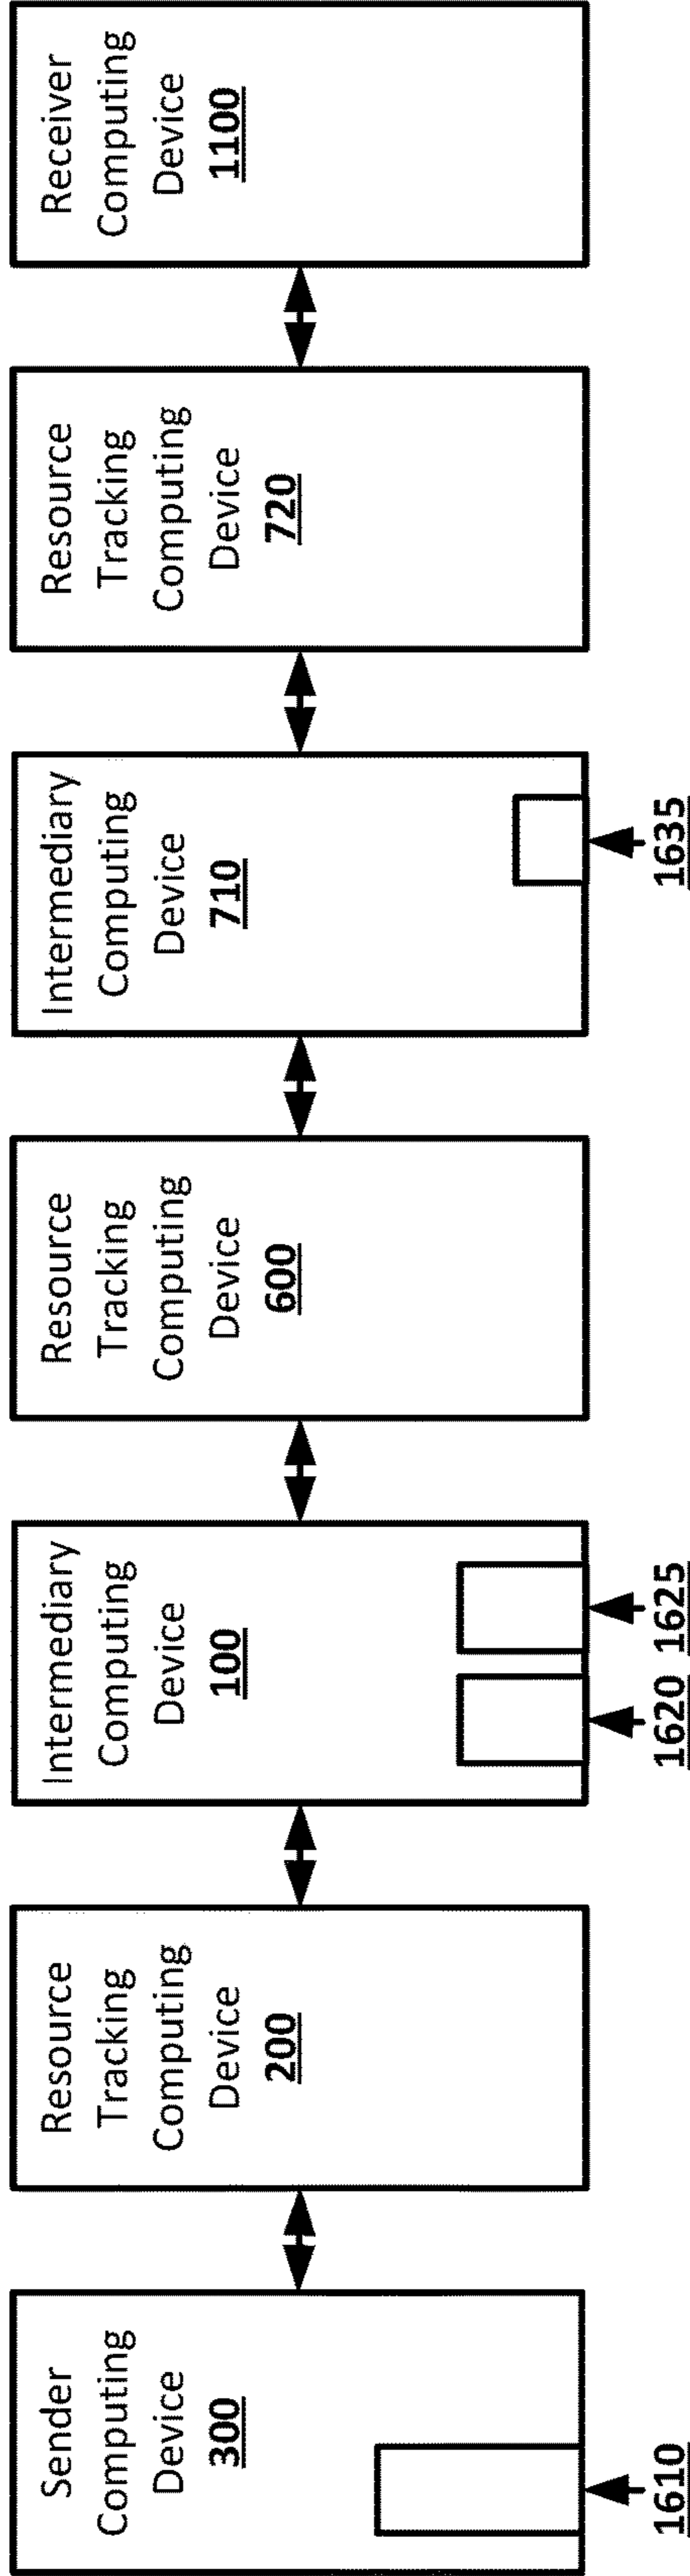 Sender
Computing
Device
300
1610
Resource
Tracking
Computing
Device
200
Intermediary
Computing
Device
100
1620
1625
Resource
Tracking
Computing
Device
600
Intermediary
Computing
Device
710
1635
Resource
Tracking
Computing
Device
720
Receiver
Computing
Device
1100